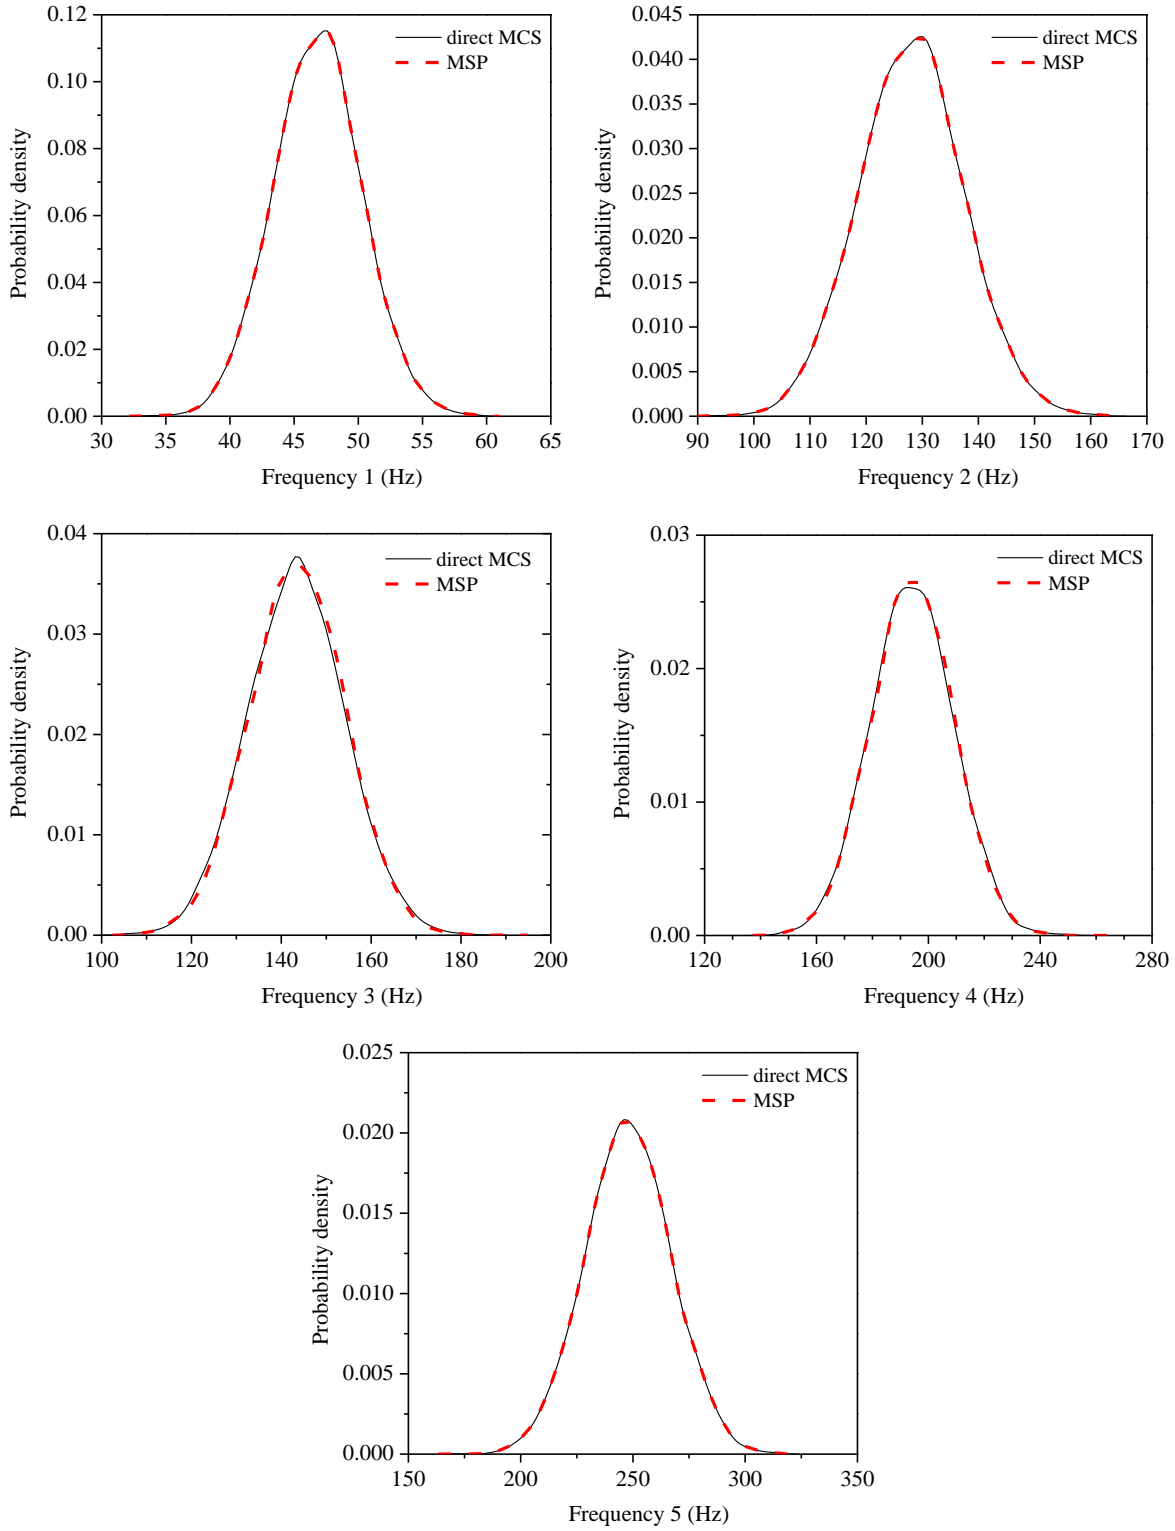 0.12
0.10
0.08
0.06
0.04
0.02
0.00
Probability density
direct MCS
MSP
30 35 40 45 50 55 60 65
Frequency 1 (Hz)
0.045
0.040
0.035
0.030
0.025
0.020
0.015
0.010
0.005
0.000
Probability density
direct MCS
MSP
90 100 110 120 130 140 150 160 170
Frequency 2 (Hz)
0.04
0.03
0.02
0.01
0.00
Probability density
direct MCS
MSP
100 120 140 160 180 200
Frequency 3 (Hz)
0.03
0.02
0.01
0.00
Probability density
direct MCS
MSP
120 160 200 240 280
Frequency 4 (Hz)
0.025
0.020
0.015
0.010
0.005
0.000
Probability density
direct MCS
MSP
150 200 250 300 350
Frequency 5 (Hz)